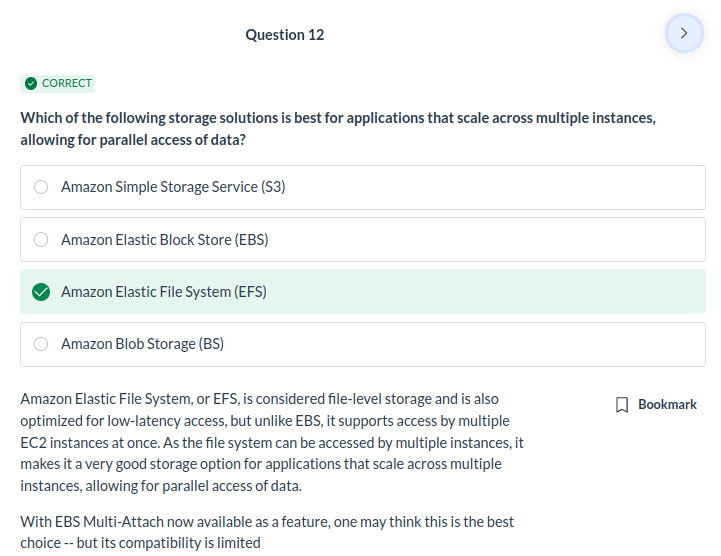 Question 12
CORRECT
Which of the following storage solutions is best for applications that scale across multiple instances,
allowing for parallel access of data?
Amazon Simple Storage Service (S3)
Amazon Elastic Block Store (EBS)
Amazon Elastic File System (EFS)
Amazon Blob Storage (BS)
Amazon Elastic File System, or EFS, is considered file-level storage and is also
optimized for low-latency access, but unlike EBS, it supports access by multiple
EC2 instances at once. As the file system can be accessed by multiple instances, it
makes it a very good storage option for applications that scale across multiple
instances, allowing for parallel access of data.
Bookmark
With EBS Multi-Attach now available as a feature, one may think this is the best
choice -- but its compatibility is limited